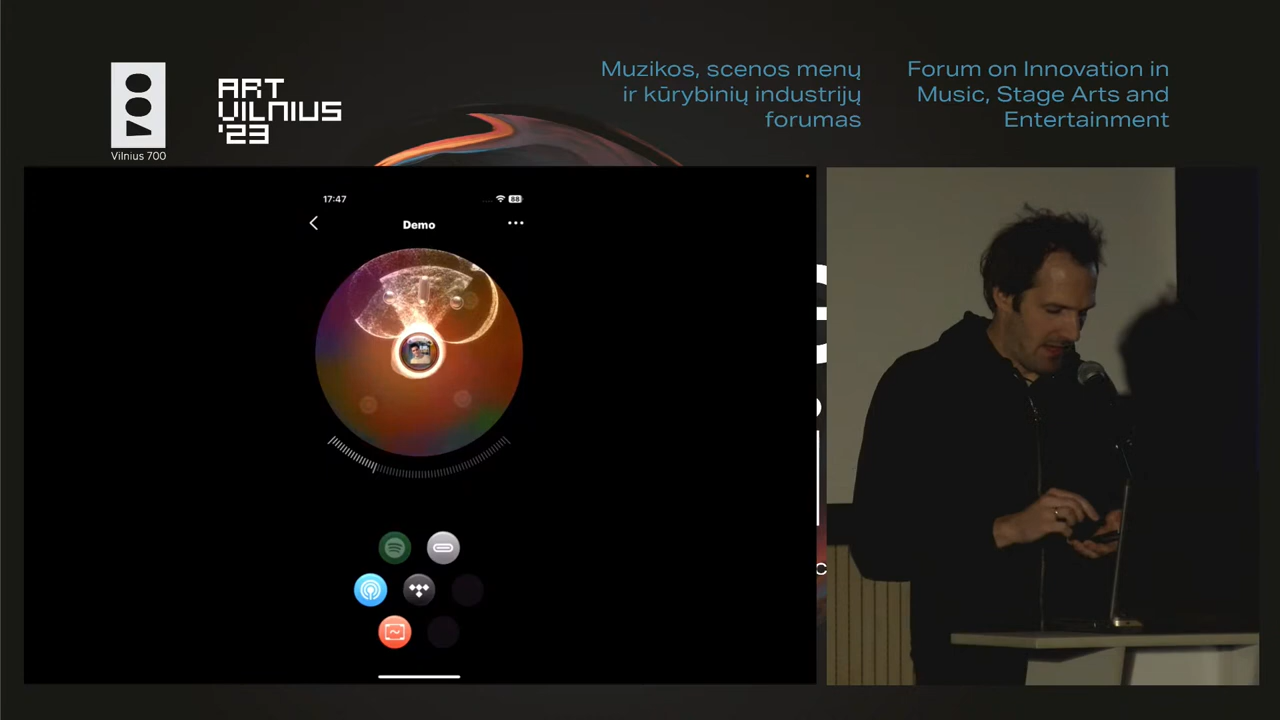 Vilnius 700
ART
VILNIUS
'23
Muzikos, scenos menų
ir kūrybinių industrijų
forumas
Forum on Innovation in
Music, Stage Arts and
Entertainment
17:47
88
Demo